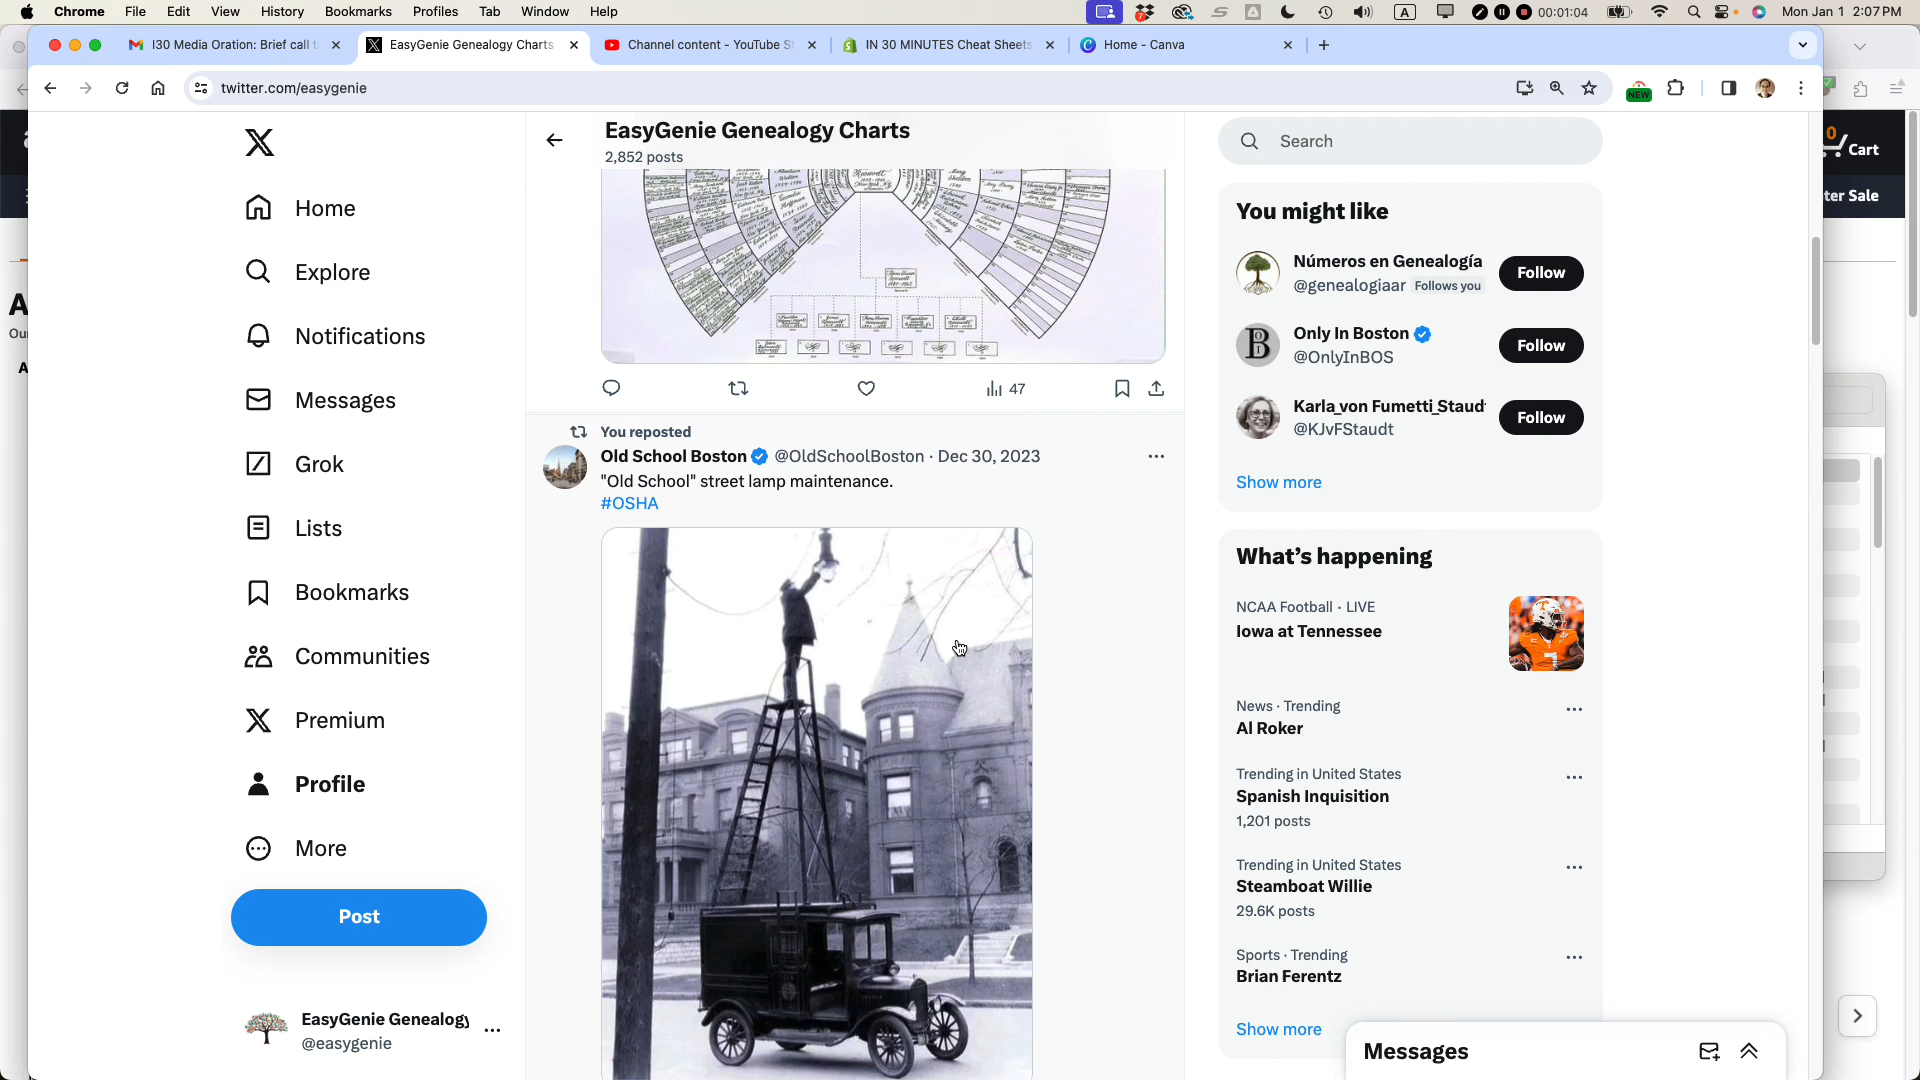 Chrome File Edit View History Bookmarks Profiles Tab Window Help
A 00:01:04 Mon Jan 1 2:07 PM
I30 Media Oration: Brief call t
EasyGenie Genealogy Charts
Channel content - YouTube S
IN 30 MINUTES Cheat Sheets
Home - Canva
twitter.com/easygenie
NEW
EasyGenie Genealogy Charts
2,852 posts
Home
Explore
Notifications
Messages
Grok
Lists
Bookmarks
Communities
Premium
Profile
More
Post
EasyGenie Genealogy
@easygenie
47
You reposted
Old School Boston @OldSchoolBoston · Dec 30, 2023
"Old School" street lamp maintenance.
#OSHA
Search
You might like
Números en Genealogía
@genealogiaar Follows you
Follow
Only In Boston
@OnlyInBOS
Follow
Karla_von Fumetti_Staud
@KJvFStaudt
Follow
Show more
What's happening
NCAA Football · LIVE
Iowa at Tennessee
News · Trending
Al Roker
Trending in United States
Spanish Inquisition
1,201 posts
Trending in United States
Steamboat Willie
29.6K posts
Sports · Trending
Brian Ferentz
Show more
Messages
0
Cart
ter Sale
A
Ou
A